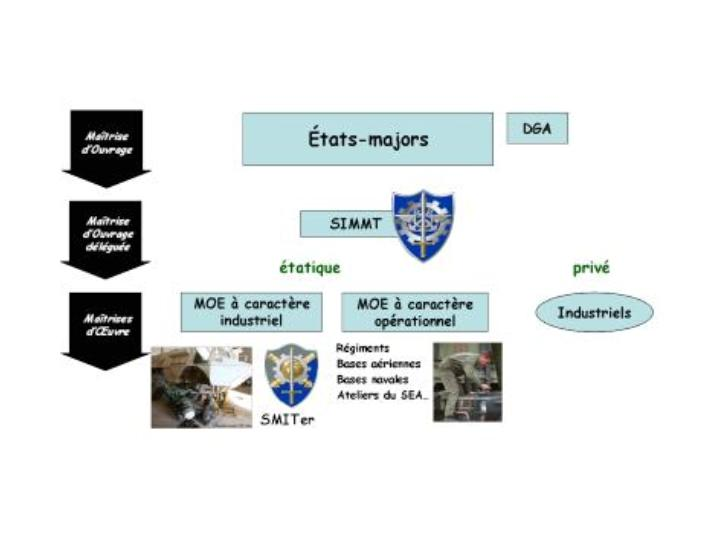 Maîtrise
d'Ouvrage
États-majors
DGA
Maîtrise
d'Ouvrage
déléguée
SIMMT
étatique
privé
Maîtrises
d'Œuvre
MOE à caractère
industriel
MOE à caractère
opérationnel
Industriels
Régiments
Bases aériennes
Bases navales
Ateliers du SEA…
SMITer